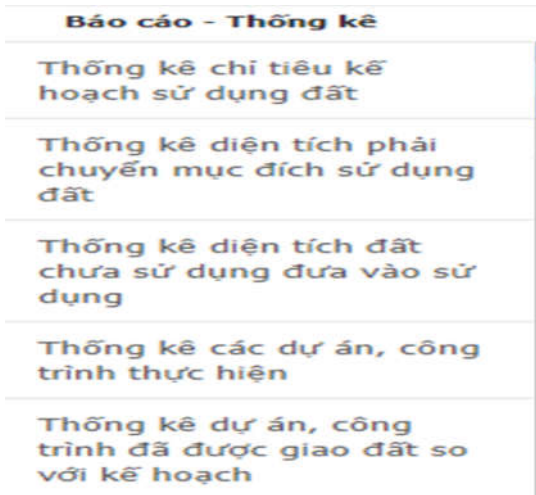 Báo cáo - Thống kê
Thống kê chỉ tiêu kế
hoạch sử dụng đất
Thống kê diện tích phải
chuyển mục đích sử dụng
đất
Thống kê diện tích đất
chưa sử dụng đưa vào sử
dụng
Thống kê các dự án, công
trình thực hiện
Thống kê dự án, công
trình đã được giao đất so
với kế hoạch